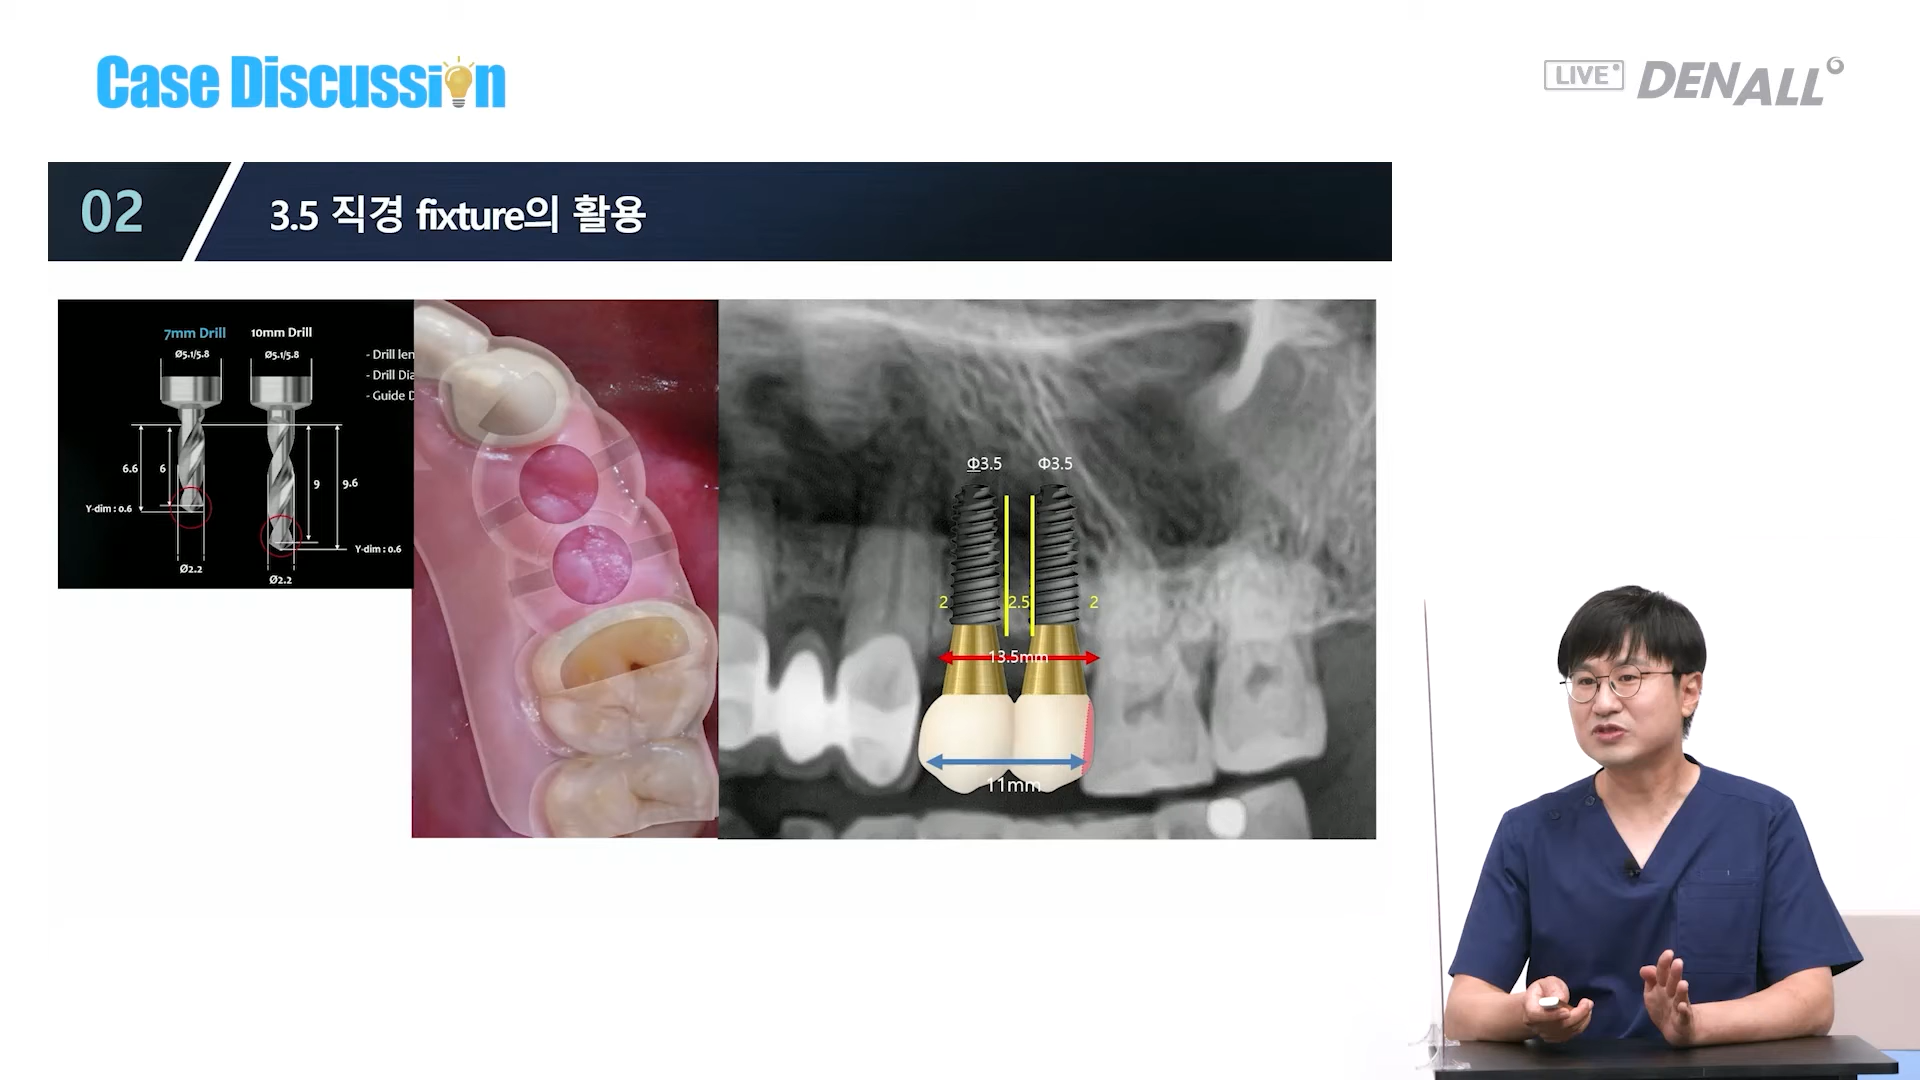 Case Discussion
LIVE DENALL
02
3.5 직경 fixture의 활용
7mm Drill
10mm Drill
Ø5.1/5.8
Ø5.1/5.8
- Drill len
- Drill Dia
- Guide D
6.6
6
9
9.6
Y-dim : 0.6
Y-dim : 0.6
Ø2.2
Ø2.2
Φ3.5
Φ3.5
2
2.5
2
13.5mm
11mm